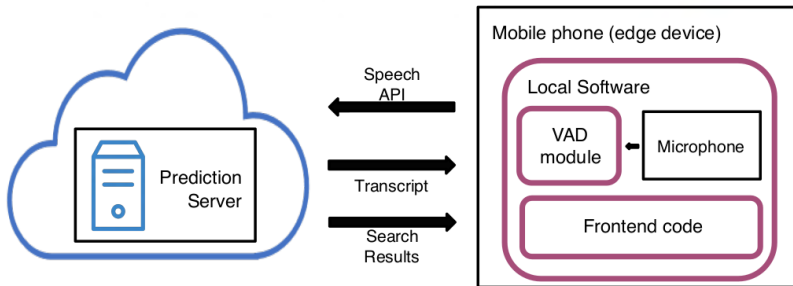 Prediction
Server
Speech
API
Transcript
Search
Results
Mobile phone (edge device)
Local Software
VAD
module
Microphone
Frontend code